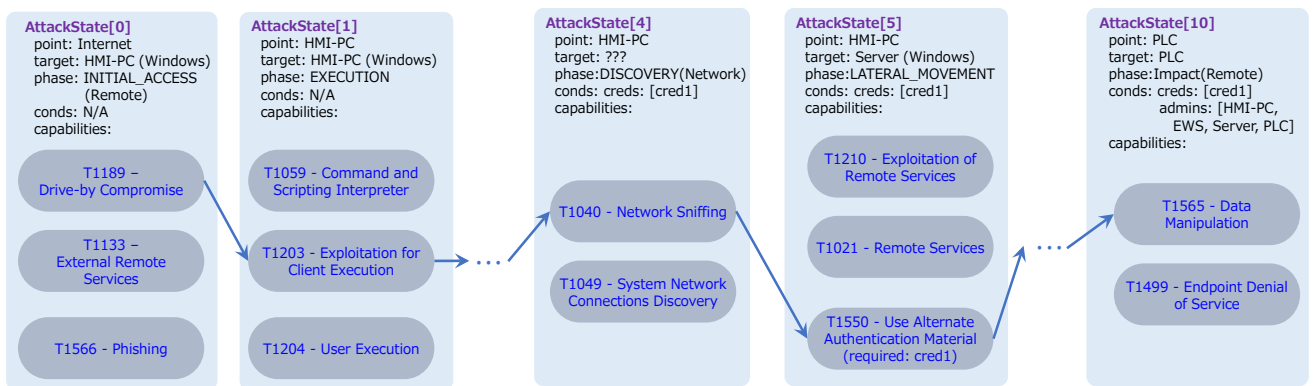 AttackState[0]
point: Internet
target: HMI-PC (Windows)
phase: INITIAL_ACCESS
(Remote)
conds: N/A
capabilities:
T1189 –
Drive-by Compromise
T1133 –
External Remote
Services
T1566 - Phishing
AttackState[1]
point: HMI-PC
target: HMI-PC (Windows)
phase: EXECUTION
conds: N/A
capabilities:
T1059 - Command and
Scripting Interpreter
T1203 - Exploitation for
Client Execution
T1204 - User Execution
...
AttackState[4]
point: HMI-PC
target: ???
phase:DISCOVERY(Network)
conds: creds: [cred1]
capabilities:
T1040 - Network Sniffing
T1049 - System Network
Connections Discovery
AttackState[5]
point: HMI-PC
target: Server (Windows)
phase:LATERAL_MOVEMENT
conds: creds: [cred1]
capabilities:
T1210 - Exploitation of
Remote Services
T1021 - Remote Services
T1550 - Use Alternate
Authentication Material
(required: cred1)
....
AttackState[10]
point: PLC
target: PLC
phase:Impact(Remote)
conds: creds: [cred1]
admins: [HMI-PC,
EWS, Server, PLC]
capabilities:
T1565 - Data
Manipulation
T1499 - Endpoint Denial
of Service